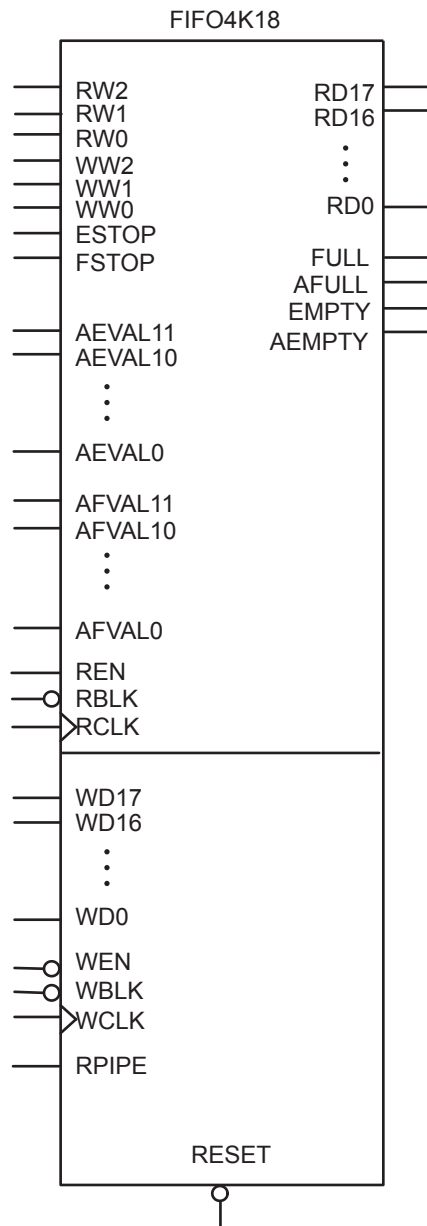 FIFO4K18
RW2
RW1
RW0
WW2
WW1
WW0
ESTOP
FSTOP
AEVAL11
AEVAL10
AEVAL0
AFVAL11
AFVAL10
AFVAL0
REN
RBLK
RCLK
RD17
RD16
RD0
FULL
AFULL
EMPTY
AEMPTY
WD17
WD16
WD0
WEN
WBLK
WCLK
RPIPE
RESET